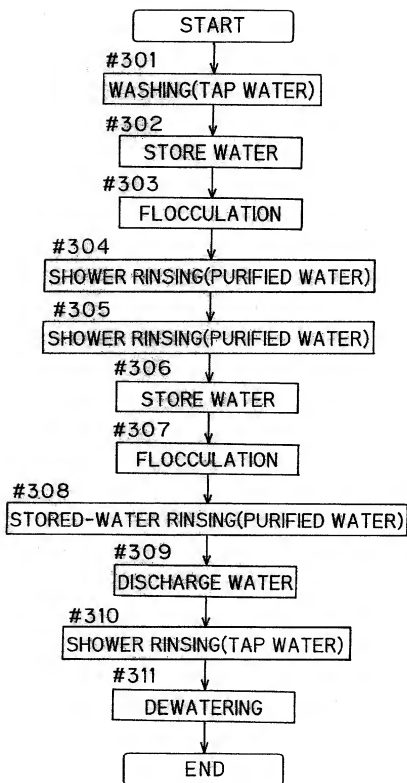 START
#301
WASHING(TAP WATER)
#302
STORE WATER
#303
FLOCCULATION
#304
SHOWER RINSING(PURIFIED WATER)
#305
SHOWER RINSING(PURIFIED WATER)
#306
STORE WATER
#307
FLOCCULATION
#308
STORED-WATER RINSING(PURIFIED WATER)
#309
DISCHARGE WATER
#310
SHOWER RINSING(TAP WATER)
#311
DEWATERING
END